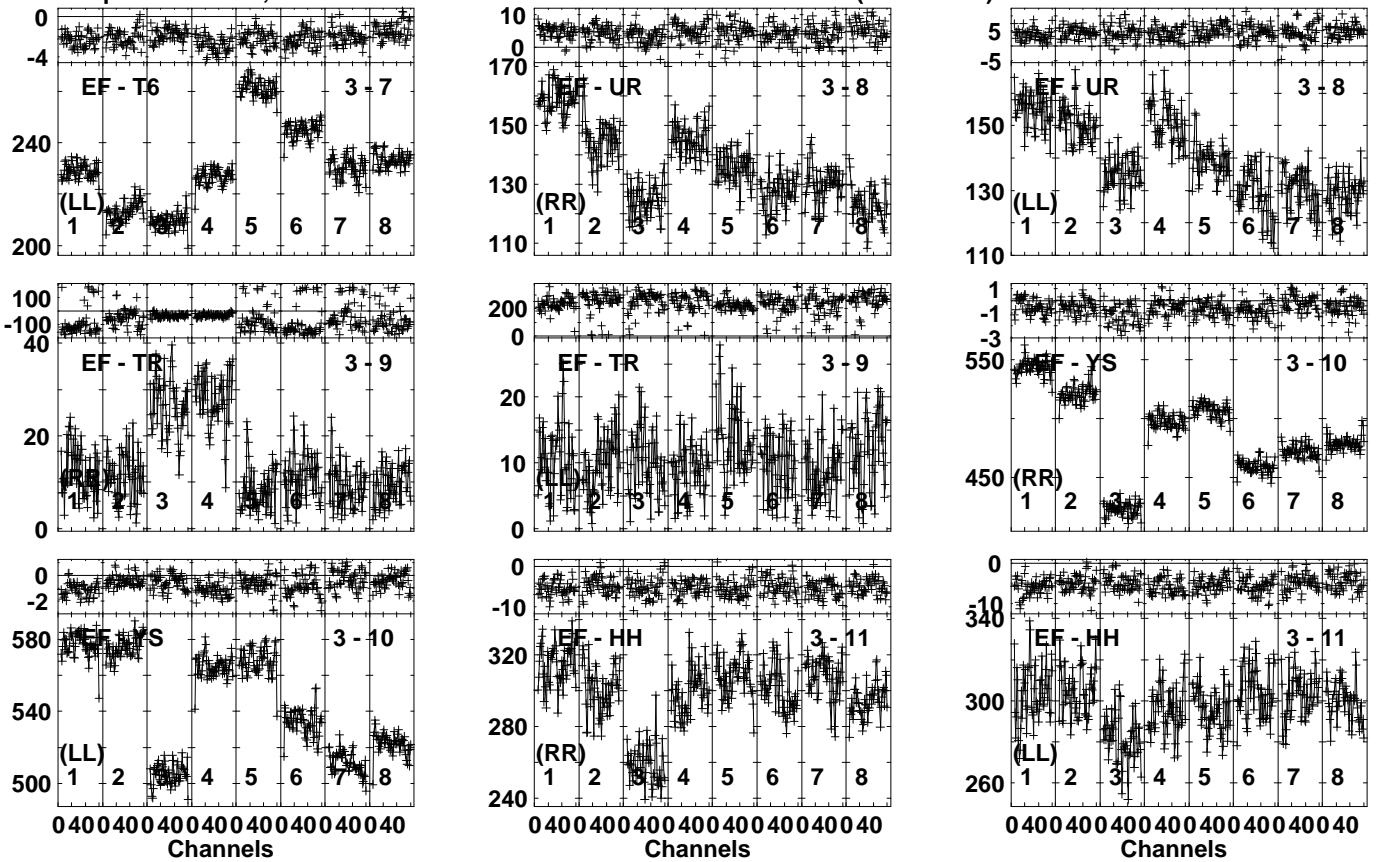 0
-4
EF - T6 3 - 7
240
(LL)
1 2 3 4 5 6 7 8
200
10
0
170
EF - UR 3 - 8
150
130
(RR)
1 2 3 4 5 6 7 8
110
5
-5
EF - UR 3 - 8
150
130
(LL)
1 2 3 4 5 6 7 8
110
100
-100
40
EF - TR 3 - 9
20
(RR)
1 2 3 4 5 6 7 8
0
200
0
EF - TR 3 - 9
20
10
(LL)
1 2 3 4 5 6 7 8
0
1
-1
-3
550
EF - YS 3 - 10
450
(RR)
1 2 3 4 5 6 7 8
0
-2
580
EF - YS 3 - 10
540
(LL)
500
1 2 3 4 5 6 7 8
0 40 0 40 0 40 0 40 0 40 0 40 0 40 0 40
Channels
0
-10
320
EF - HH 3 - 11
280
(RR)
1 2 3 4 5 6 7 8
240
0 40 0 40 0 40 0 40 0 40 0 40 0 40 0 40
Channels
0
-10
340
EF - HH 3 - 11
300
(LL)
260
1 2 3 4 5 6 7 8
0 40 0 40 0 40 0 40 0 40 0 40 0 40 0 40
Channels